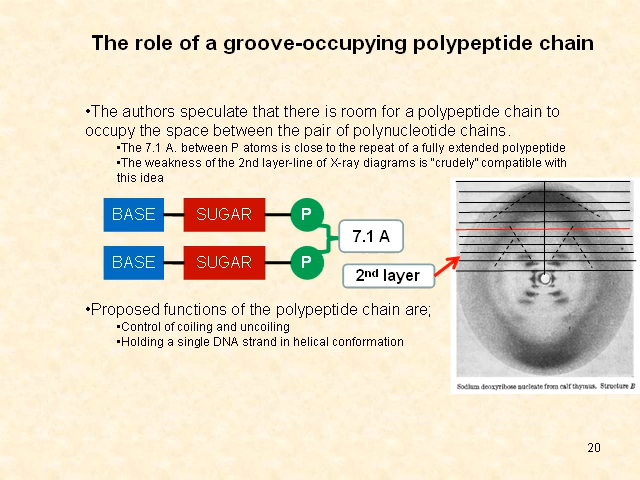 The role of a groove-occupying polypeptide chain
•The authors speculate that there is room for a polypeptide chain to
occupy the space between the pair of polynucleotide chains.
•The 7.1 A. between P atoms is close to the repeat of a fully extended polypeptide
•The weakness of the 2nd layer-line of X-ray diagrams is "crudely" compatible with
this idea
BASE SUGAR P
7.1 A
BASE SUGAR P
2nd layer
•Proposed functions of the polypeptide chain are;
•Control of coiling and uncoiling
•Holding a single DNA strand in helical conformation
Sodium deoxyribose nucleate from calf thymus. Structure B
20